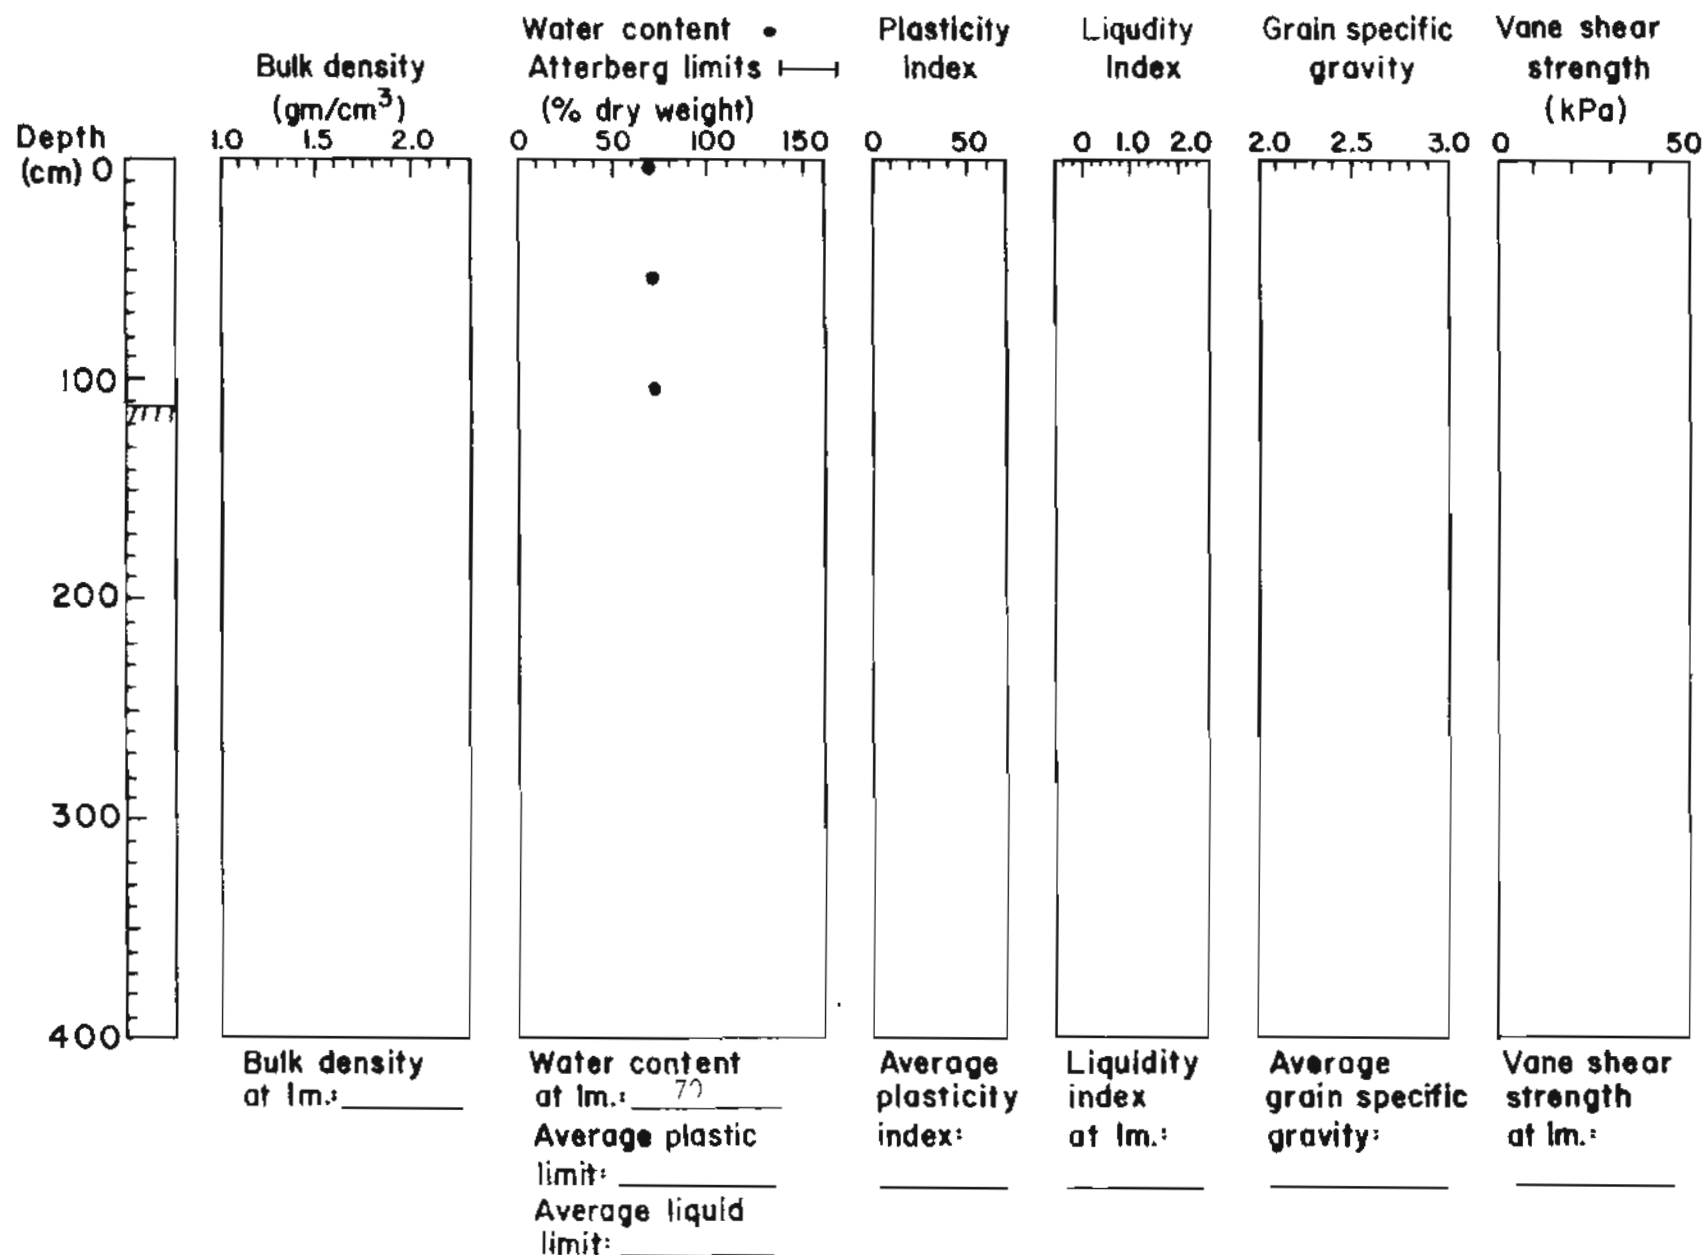 Water content •
Atterberg limits
(% dry weight)
Bulk density
(gm/cm³)
Plasticity
Index
Liqudity
Index
Grain specific
gravity
Vane shear
strength
(kPa)
Depth
(cm)
1.0 1.5 2.0
0 50 100 150
0 50
0 1.0 2.0
2.0 2.5 3.0
0 50
0
100
200
300
400
Bulk density
at 1m.:
Water content
at 1m.:
Average plastic
limit:
Average liquid
limit:
Average
plasticity
index:
Liquidity
index
at 1m.:
Average
grain specific
gravity:
Vane shear
strength
at 1m.: